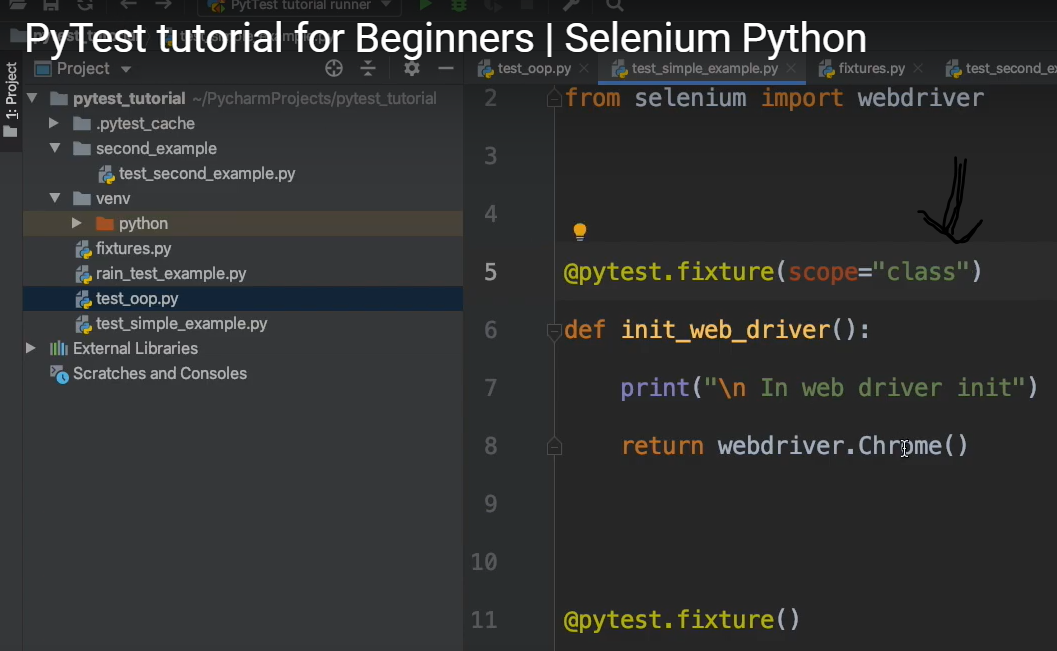 PyTest tutorial runner
PyTest tutorial for Beginners | Selenium Python
1: Project
Project
test_oop.py
test_simple_example.py
fixtures.py
test_second_ex
pytest_tutorial ~/PycharmProjects/pytest_tutorial
.pytest_cache
second_example
test_second_example.py
venv
python
fixtures.py
rain_test_example.py
test_oop.py
test_simple_example.py
External Libraries
Scratches and Consoles
2 from selenium import webdriver
3
4
5 @pytest.fixture(scope="class")
6 def init_web_driver():
7 print("\n In web driver init")
8 return webdriver.Chrome()
9
10
11 @pytest.fixture()